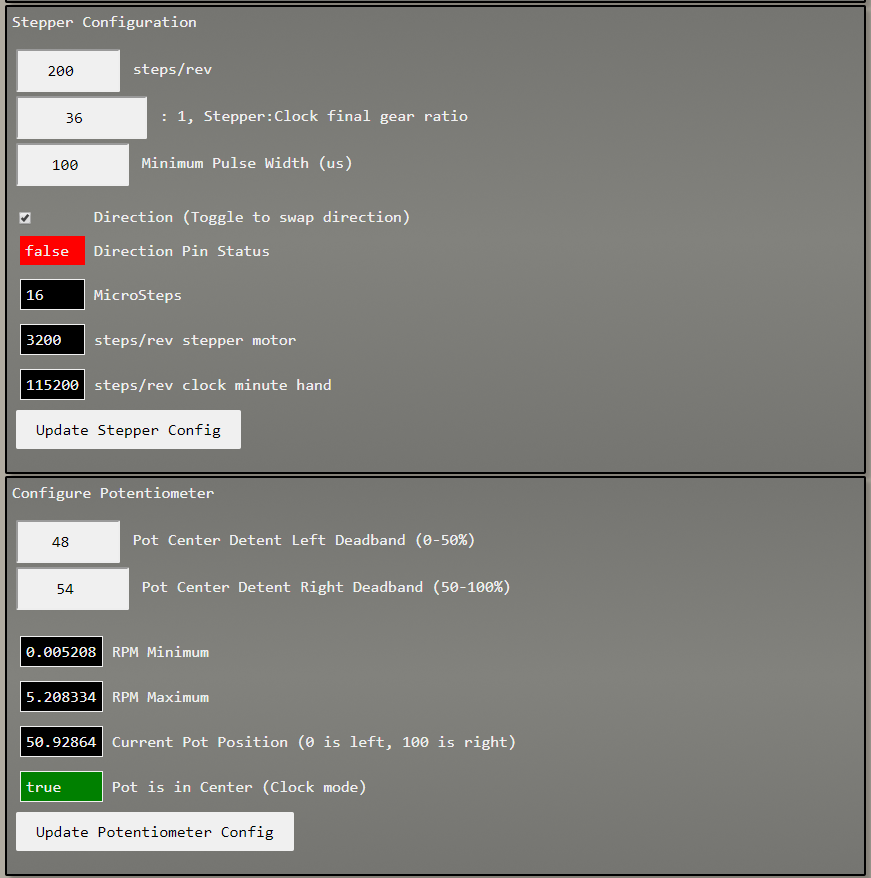 Stepper Configuration
200 steps/rev
36 : 1, Stepper:Clock final gear ratio
100 Minimum Pulse Width (us)
Direction (Toggle to swap direction)
false Direction Pin Status
16 MicroSteps
3200 steps/rev stepper motor
115200 steps/rev clock minute hand
Update Stepper Config
Configure Potentiometer
48 Pot Center Detent Left Deadband (0-50%)
54 Pot Center Detent Right Deadband (50-100%)
0.005208 RPM Minimum
5.208334 RPM Maximum
50.92864 Current Pot Position (0 is left, 100 is right)
true Pot is in Center (Clock mode)
Update Potentiometer Config